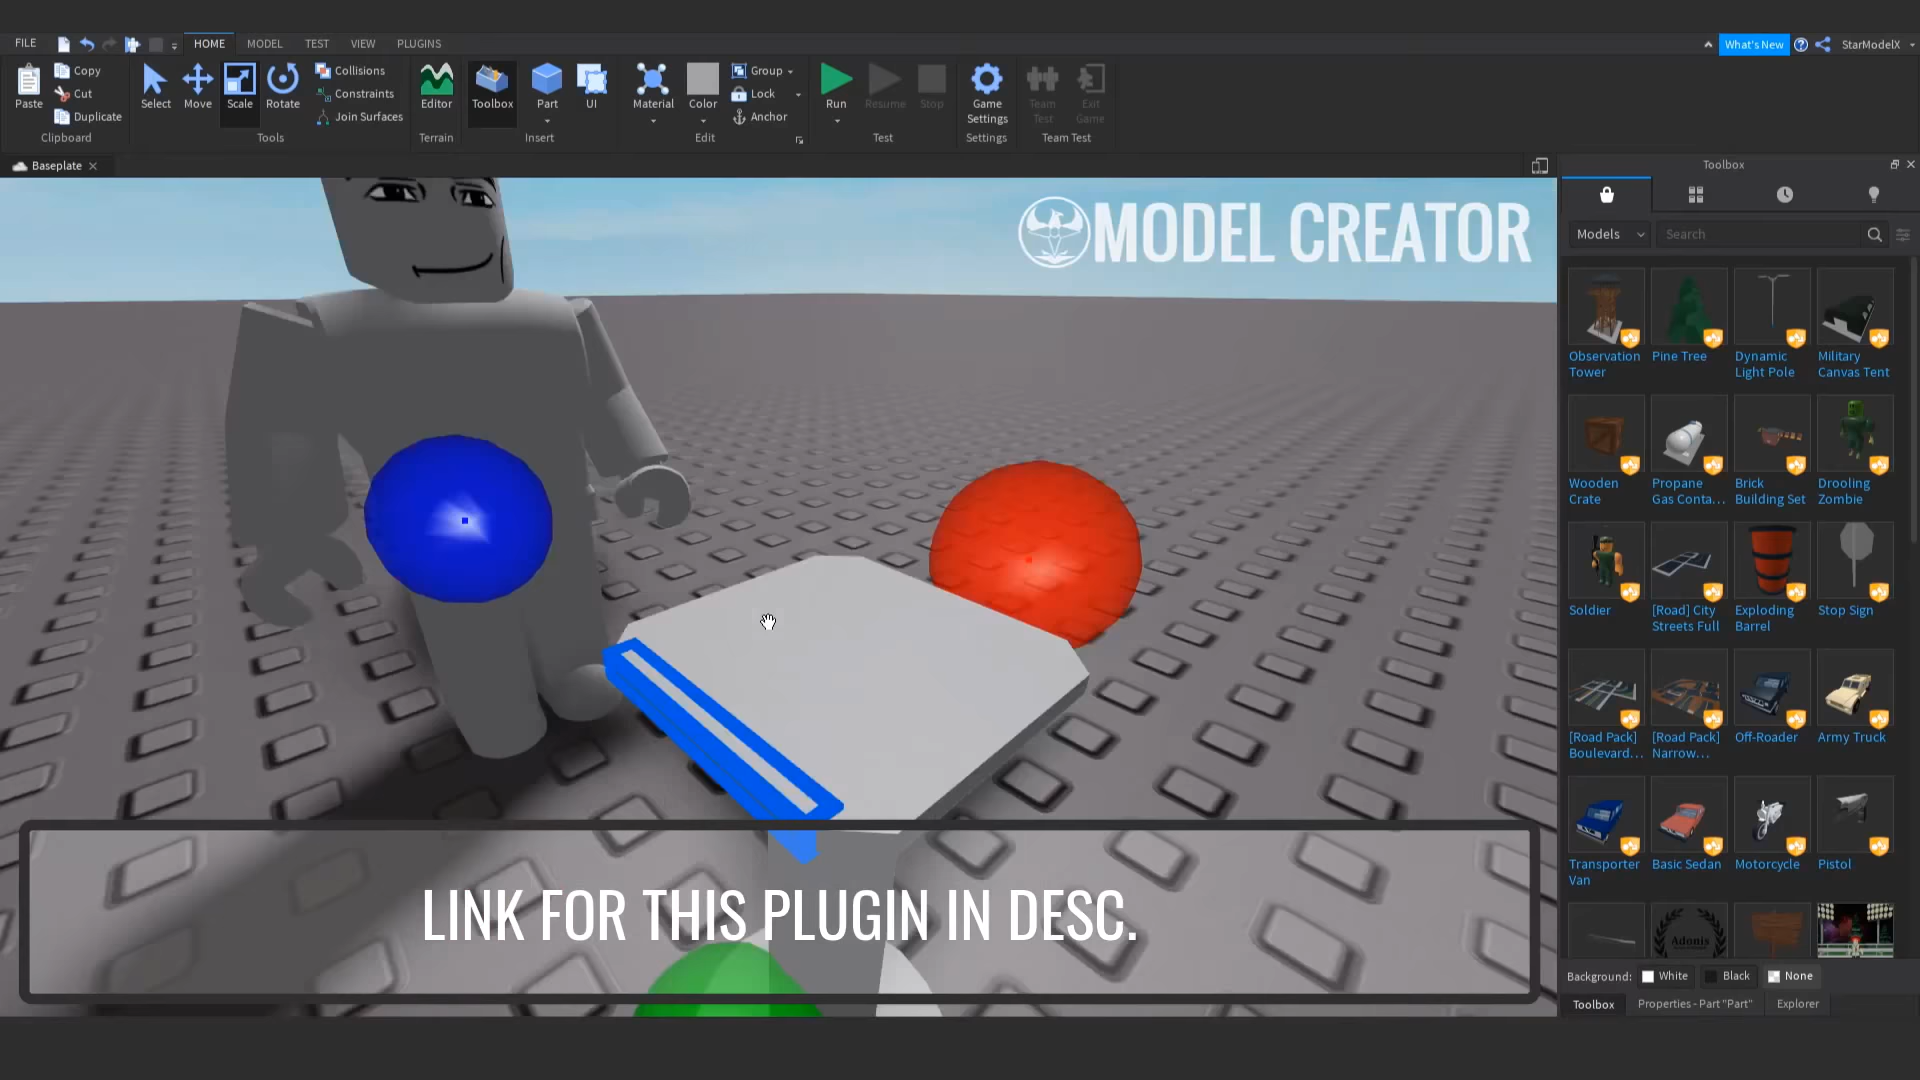 FILE
HOME
MODEL
TEST
VIEW
PLUGINS
What's New
StarModelX
Paste
Copy
Cut
Duplicate
Clipboard
Select
Move
Scale
Rotate
Collisions
Constraints
Join Surfaces
Tools
Editor
Terrain
Toolbox
Part
UI
Insert
Material
Color
Group
Lock
Anchor
Edit
Run
Resume
Stop
Test
Game
Settings
Settings
Team
Test
Exit
Game
Team Test
Baseplate
Toolbox
MODEL CREATOR
Models
Search
Observation
Tower
Pine Tree
Dynamic
Light Pole
Military
Canvas Tent
Wooden
Crate
Propane
Gas Conta...
Brick
Building Set
Drooling
Zombie
Soldier
[Road] City
Streets Full
Exploding
Barrel
Stop Sign
[Road Pack]
Boulevard...
[Road Pack]
Narrow...
Off-Roader
Army Truck
Transporter
Van
Basic Sedan
Motorcycle
Pistol
Adonis
LINK FOR THIS PLUGIN IN DESC.
Background:
White
Black
None
Toolbox
Properties - Part "Part"
Explorer